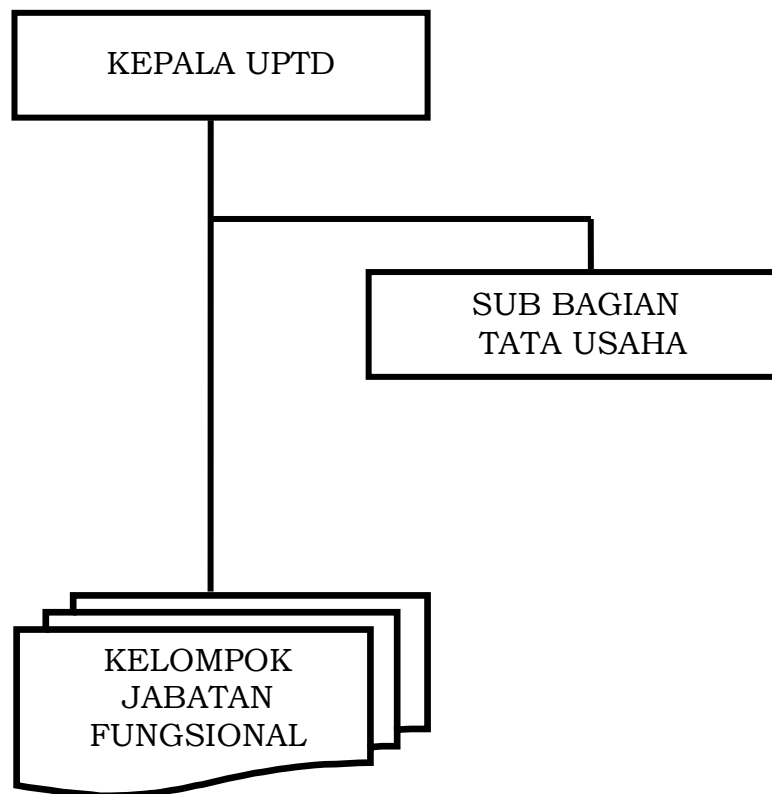 KEPALA UPTD
SUB BAGIAN
TATA USAHA
KELOMPOK
JABATAN
FUNGSIONAL